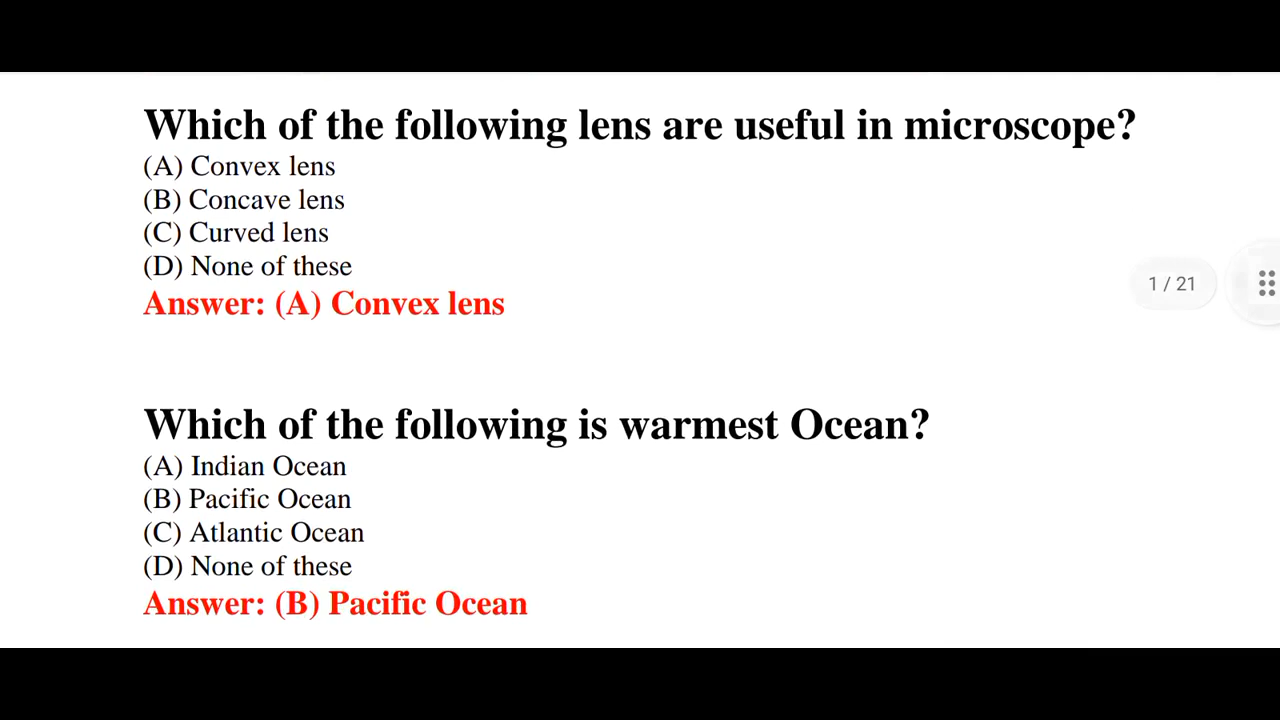 Which of the following lens are useful in microscope?
(A) Convex lens
(B) Concave lens
(C) Curved lens
(D) None of these
1 / 21
Answer: (A) Convex lens
Which of the following is warmest Ocean?
(A) Indian Ocean
(B) Pacific Ocean
(C) Atlantic Ocean
(D) None of these
Answer: (B) Pacific Ocean